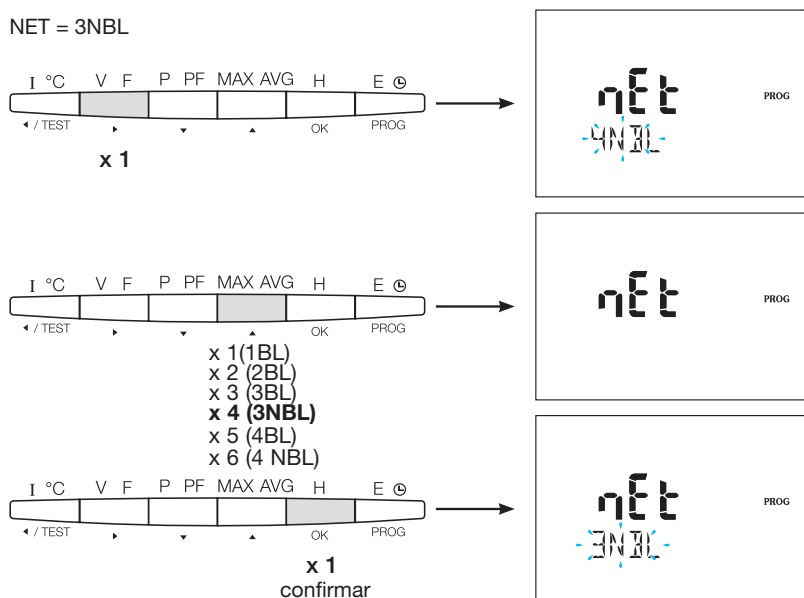 NET = 3NBL
I °C V F P PF MAX AVG H E
/ TEST OK PROG
x 1
nEt
PROG
4NBL
I °C V F P PF MAX AVG H E
/ TEST OK PROG
nEt
PROG
x 1(1BL)
x 2 (2BL)
x 3 (3BL)
x 4 (3NBL)
x 5 (4BL)
x 6 (4 NBL)
I °C V F P PF MAX AVG H E
/ TEST OK PROG
x 1
confirmar
nEt
PROG
3NBL